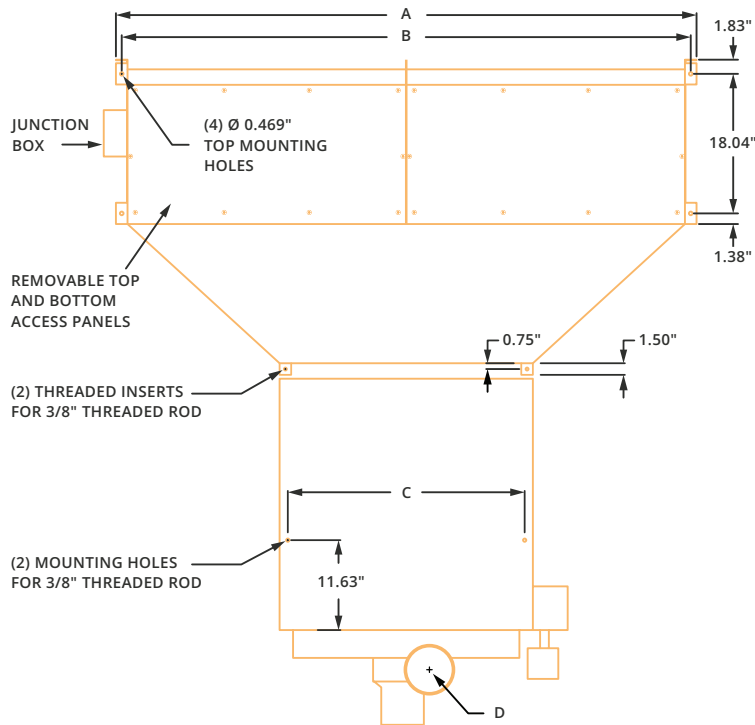 A
B
1.83"
JUNCTION
BOX
(4) Ø 0.469"
TOP MOUNTING
HOLES
18.04"
1.38"
REMOVABLE TOP
AND BOTTOM
ACCESS PANELS
0.75"
1.50"
(2) THREADED INSERTS
FOR 3/8" THREADED ROD
C
(2) MOUNTING HOLES
FOR 3/8" THREADED ROD
11.63"
D